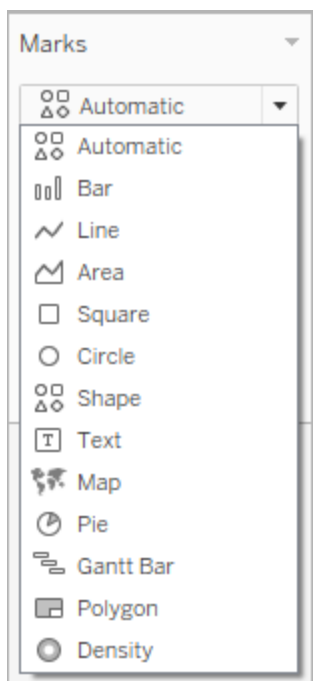 Marks
Automatic
Automatic
Bar
Line
Area
Square
Circle
Shape
T Text
Map
Pie
Gantt Bar
Polygon
Density